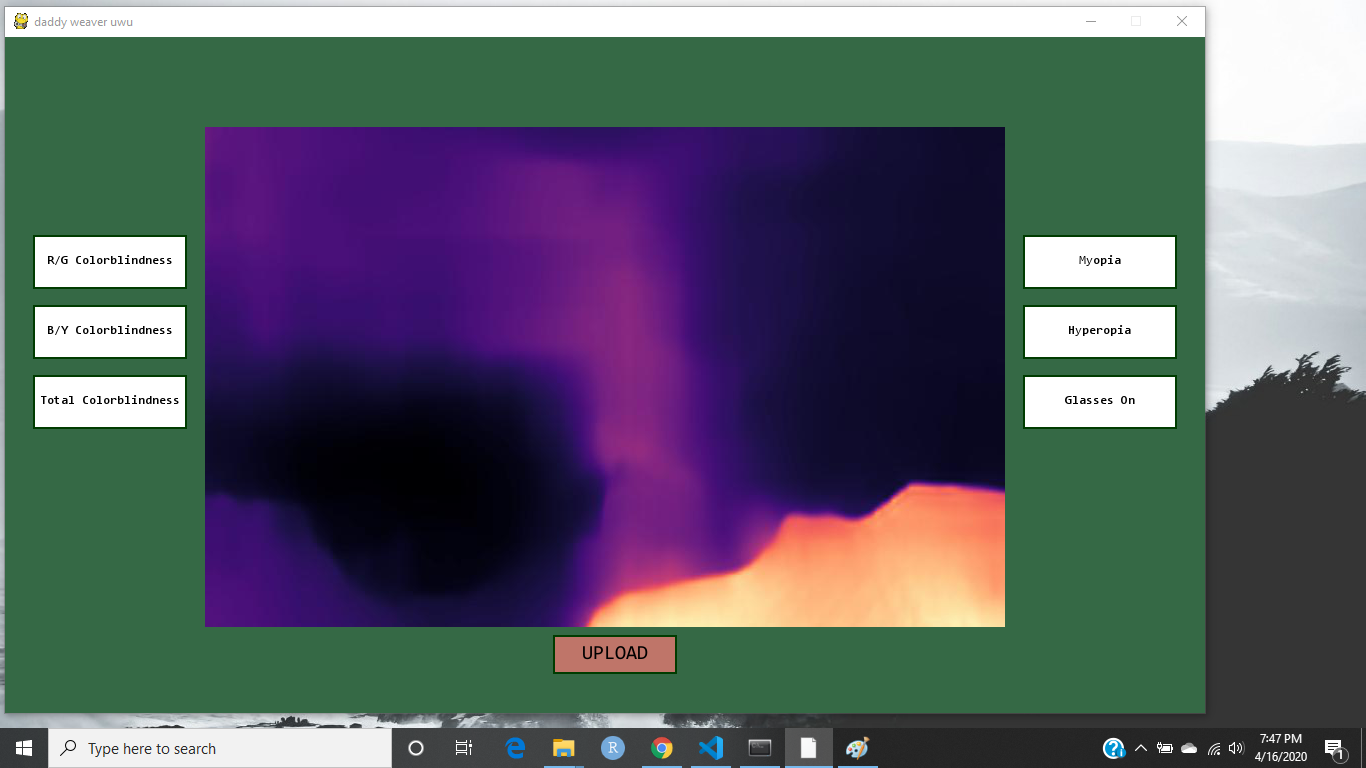 daddy weaver uwu
R/G Colorblindness
Myopia
B/Y Colorblindness
Hyperopia
Total Colorblindness
Glasses On
UPLOAD
Type here to search
R
7:47 PM
4/16/2020
1